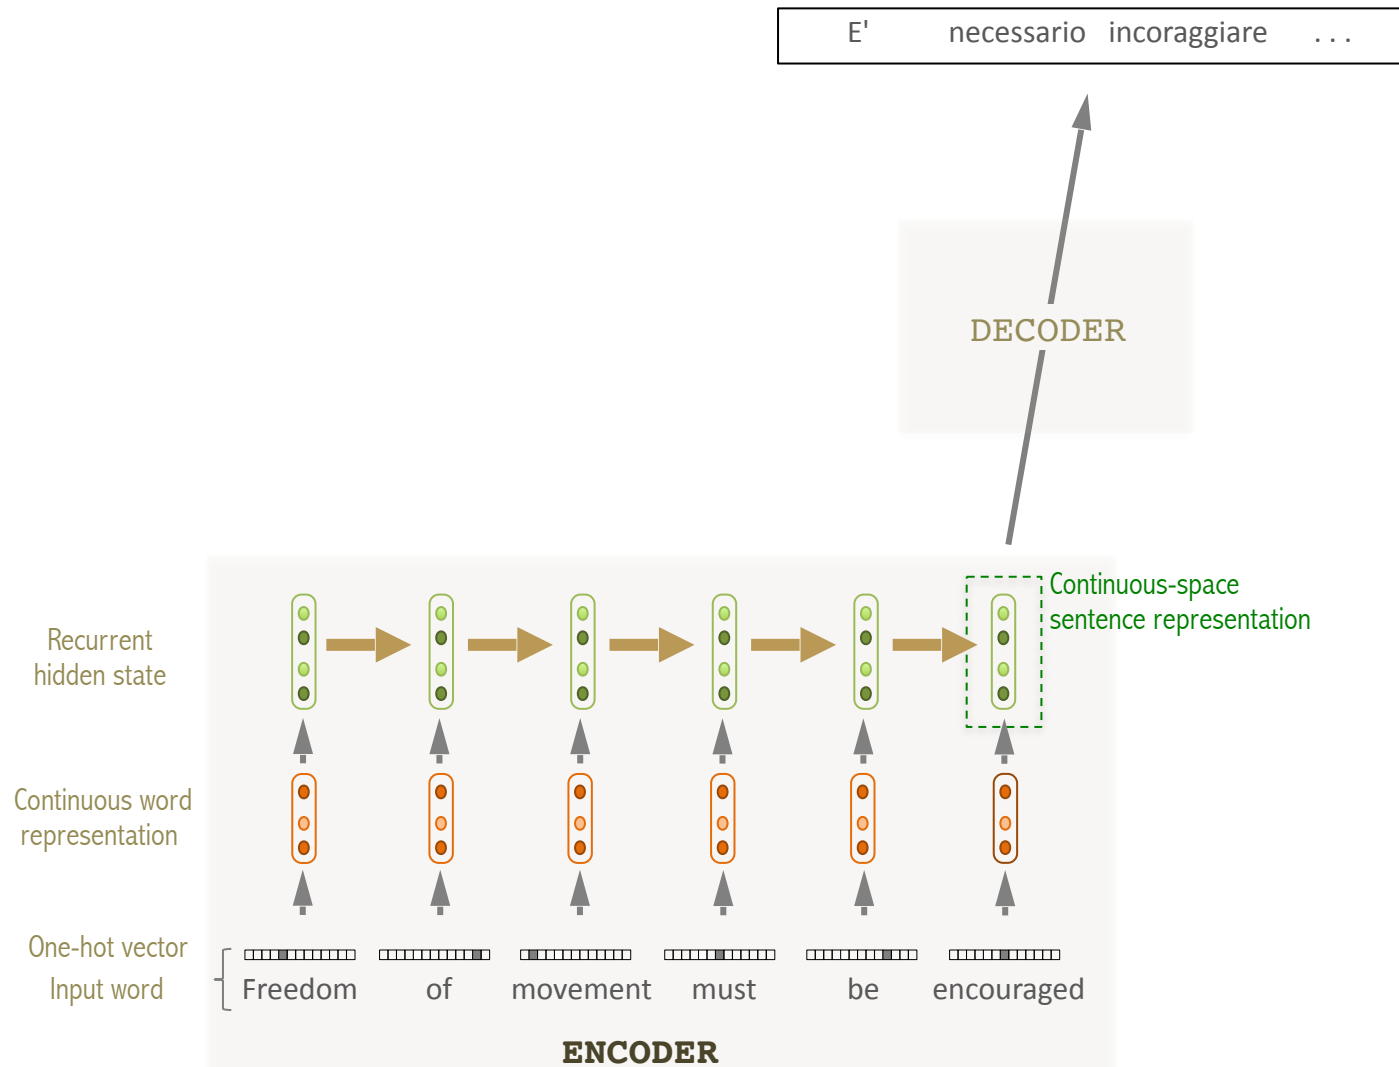 E' necessario incoraggiare ...
DECODER
Continuous-space
sentence representation
Recurrent
hidden state
Continuous word
representation
One-hot vector
Input word
Freedom of movement must be encouraged
ENCODER